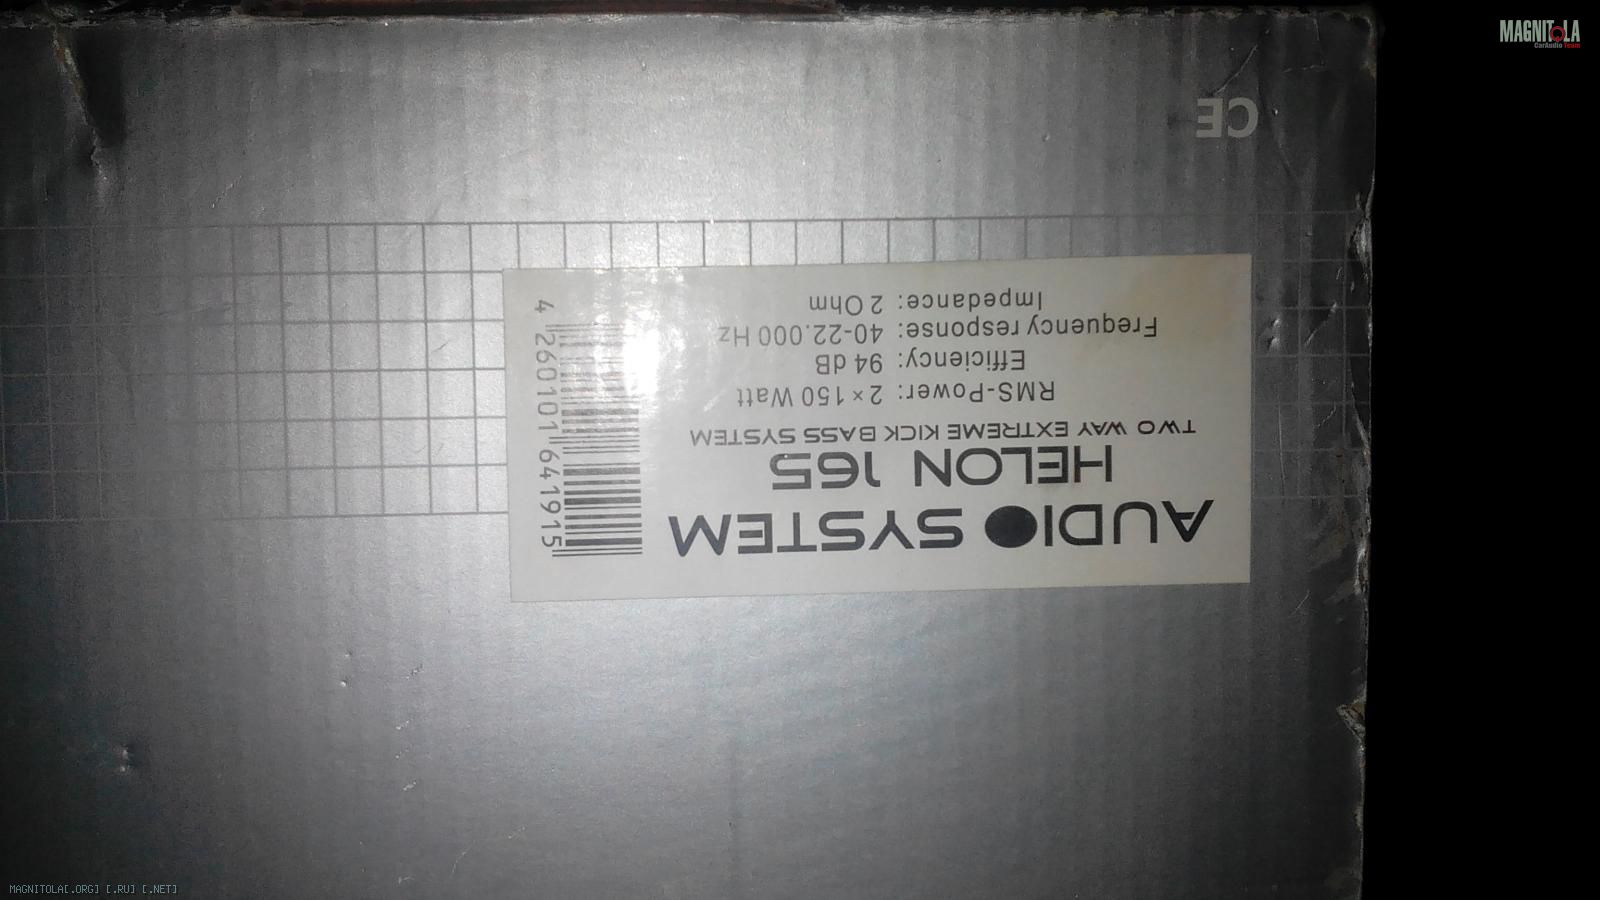 AUDIO SYSTEM
HELON 165
TWO WAY EXTREME KICK BASS SYSTEM
RMS-Power: 2×150 Watt
Efficiency: 94 dB
Frequency response: 40-22.000 Hz
Impedance: 2 Ohm
4 260101 641915
CE
MAGNITOLA
CarAudio Team
MAGNITOLA[.ORG] [.RU] [.NET]